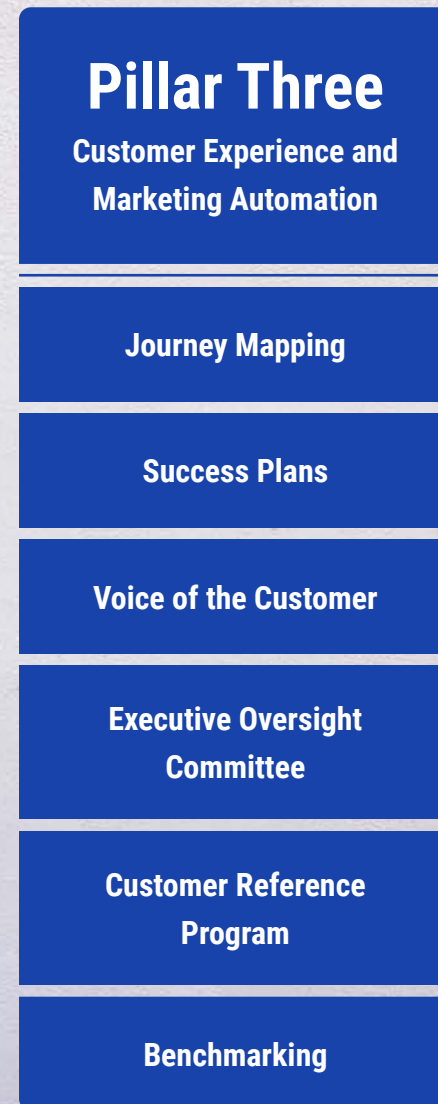 Pillar Three
Customer Experience and
Marketing Automation
Journey Mapping
Success Plans
Voice of the Customer
Executive Oversight
Committee
Customer Reference
Program
Benchmarking